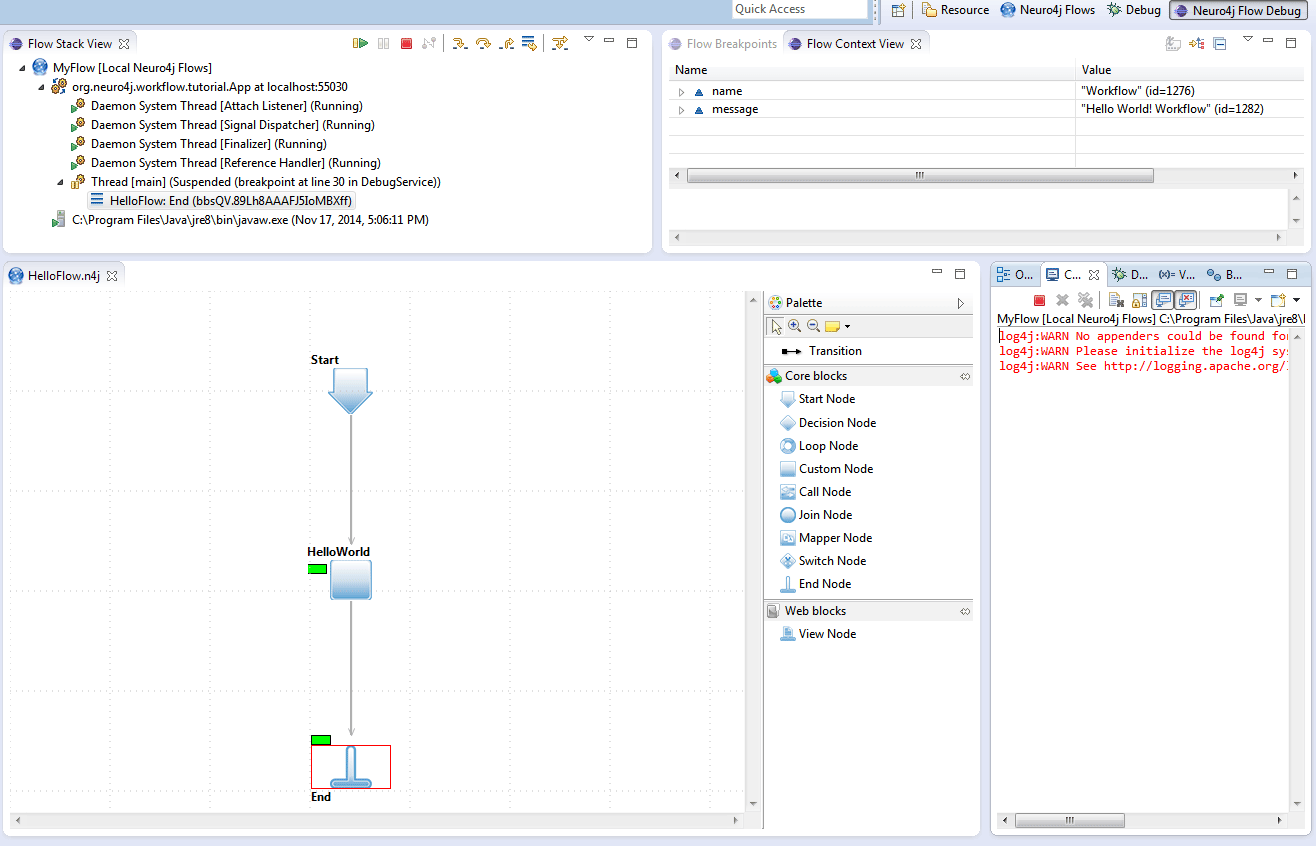 Quick Access
Resource
Neuro4j Flows
Debug
Neuro4j Flow Debug
Flow Stack View
MyFlow [Local Neuro4j Flows]
org.neuro4j.workflow.tutorial.App at localhost:55030
Daemon System Thread [Attach Listener] (Running)
Daemon System Thread [Signal Dispatcher] (Running)
Daemon System Thread [Finalizer] (Running)
Daemon System Thread [Reference Handler] (Running)
Thread [main] (Suspended (breakpoint at line 30 in DebugService))
HelloFlow: End (bbsQV.89Lh8AAAFJ5IoMBXff)
C:\Program Files\Java\jre8\bin\javaw.exe (Nov 17, 2014, 5:06:11 PM)
Flow Breakpoints
Flow Context View
Name Value
name "Workflow" (id=1276)
message "Hello World! Workflow" (id=1282)
HelloFlow.n4j
Start
HelloWorld
End
Palette
Transition
Core blocks
Start Node
Decision Node
Loop Node
Custom Node
Call Node
Join Node
Mapper Node
Switch Node
End Node
Web blocks
View Node
O... C... D... (x)= V... B...
MyFlow [Local Neuro4j Flows] C:\Program Files\Java\jre8\
log4j:WARN No appenders could be found fo
log4j:WARN Please initialize the log4j sys
log4j:WARN See http://logging.apache.org/